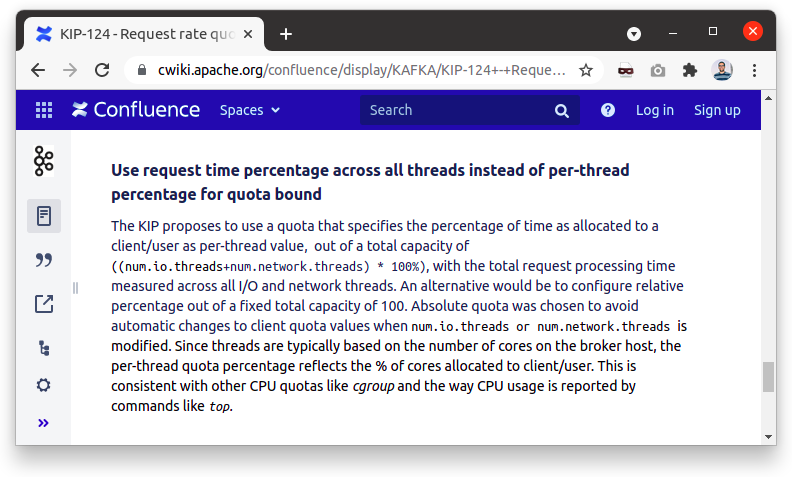 KIP-124 - Request rate quo
cwiki.apache.org/confluence/display/KAFKA/KIP-124+-+Reque...
Confluence
Spaces
Search
Log in
Sign up
Use request time percentage across all threads instead of per-thread
percentage for quota bound
The KIP proposes to use a quota that specifies the percentage of time as allocated to a
client/user as per-thread value,  out of a total capacity of
((num.io.threads+num.network.threads) * 100%), with the total request processing time
measured across all I/O and network threads. An alternative would be to configure relative
percentage out of a fixed total capacity of 100. Absolute quota was chosen to avoid
automatic changes to client quota values when num.io.threads or num.network.threads is
modified. Since threads are typically based on the number of cores on the broker host, the
per-thread quota percentage reflects the % of cores allocated to client/user. This is
consistent with other CPU quotas like cgroup and the way CPU usage is reported by
commands like top.